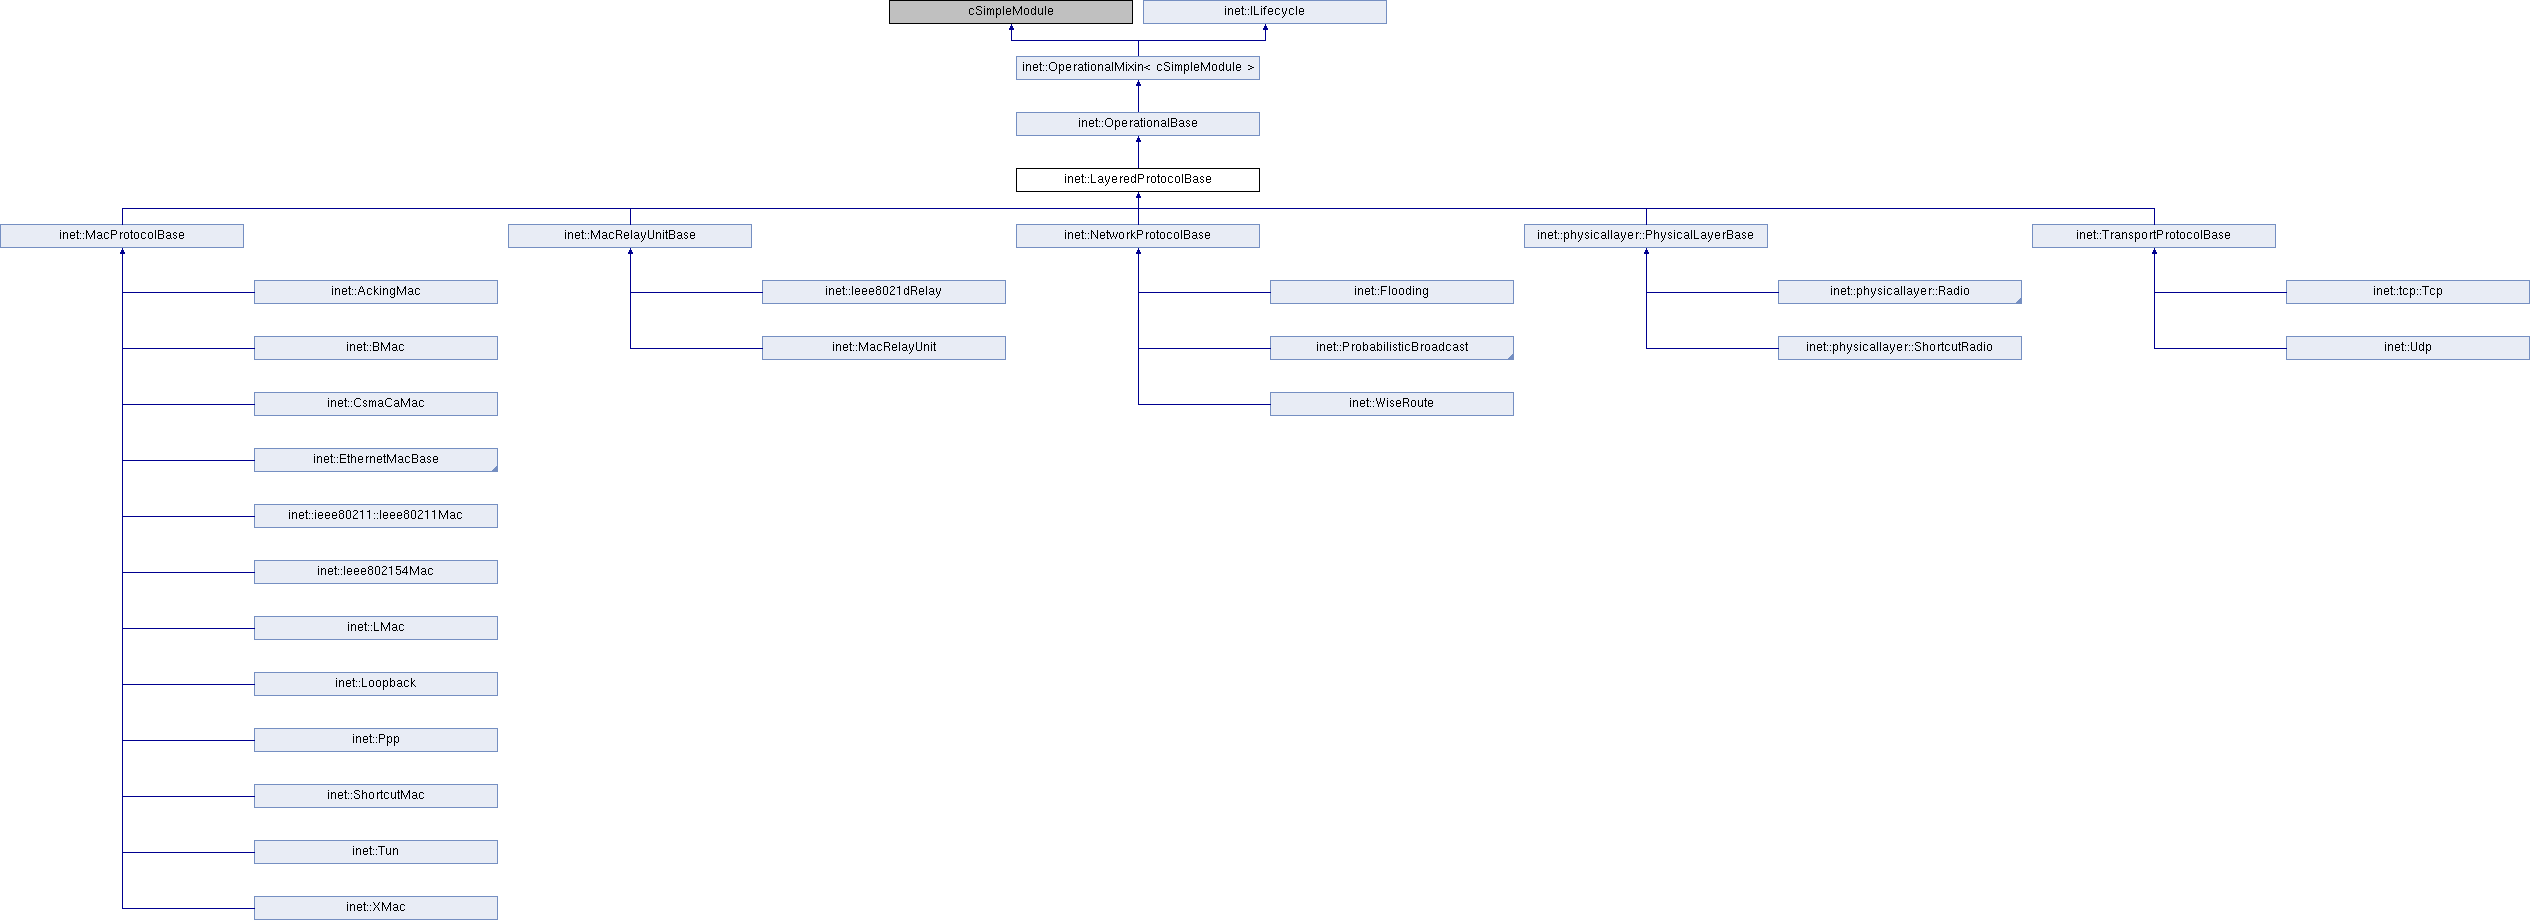 cSimpleModule
inet::ILifecycle
inet::OperationalMixin< cSimpleModule >
inet::OperationalBase
inet::LayeredProtocolBase
inet::MacProtocolBase
inet::MacRelayUnitBase
inet::NetworkProtocolBase
inet::physicallayer::PhysicalLayerBase
inet::TransportProtocolBase
inet::AckingMac
inet::Ieee8021dRelay
inet::Flooding
inet::physicallayer::Radio
inet::tcp::Tcp
inet::BMac
inet::MacRelayUnit
inet::ProbabilisticBroadcast
inet::physicallayer::ShortcutRadio
inet::Udp
inet::CsmaCaMac
inet::WiseRoute
inet::EthernetMacBase
inet::ieee80211::Ieee80211Mac
inet::Ieee802154Mac
inet::LMac
inet::Loopback
inet::Ppp
inet::ShortcutMac
inet::Tun
inet::XMac